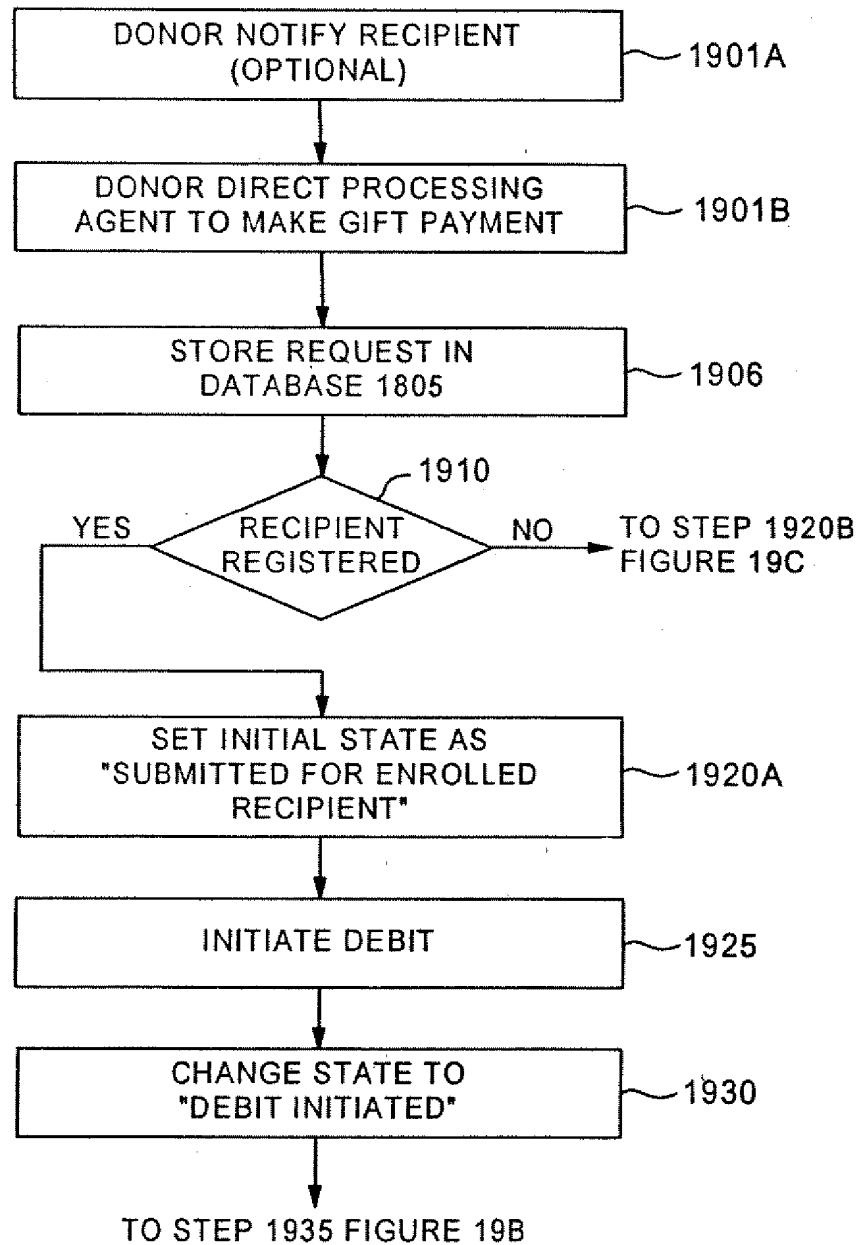 DONOR NOTIFY RECIPIENT
(OPTIONAL)
1901A
DONOR DIRECT PROCESSING
AGENT TO MAKE GIFT PAYMENT
1901B
STORE REQUEST IN
DATABASE 1805
1906
1910
YES
RECIPIENT
REGISTERED
NO
TO STEP 1920B
FIGURE 19C
SET INITIAL STATE AS
"SUBMITTED FOR ENROLLED
RECIPIENT"
1920A
INITIATE DEBIT
1925
CHANGE STATE TO
"DEBIT INITIATED"
1930
TO STEP 1935 FIGURE 19B